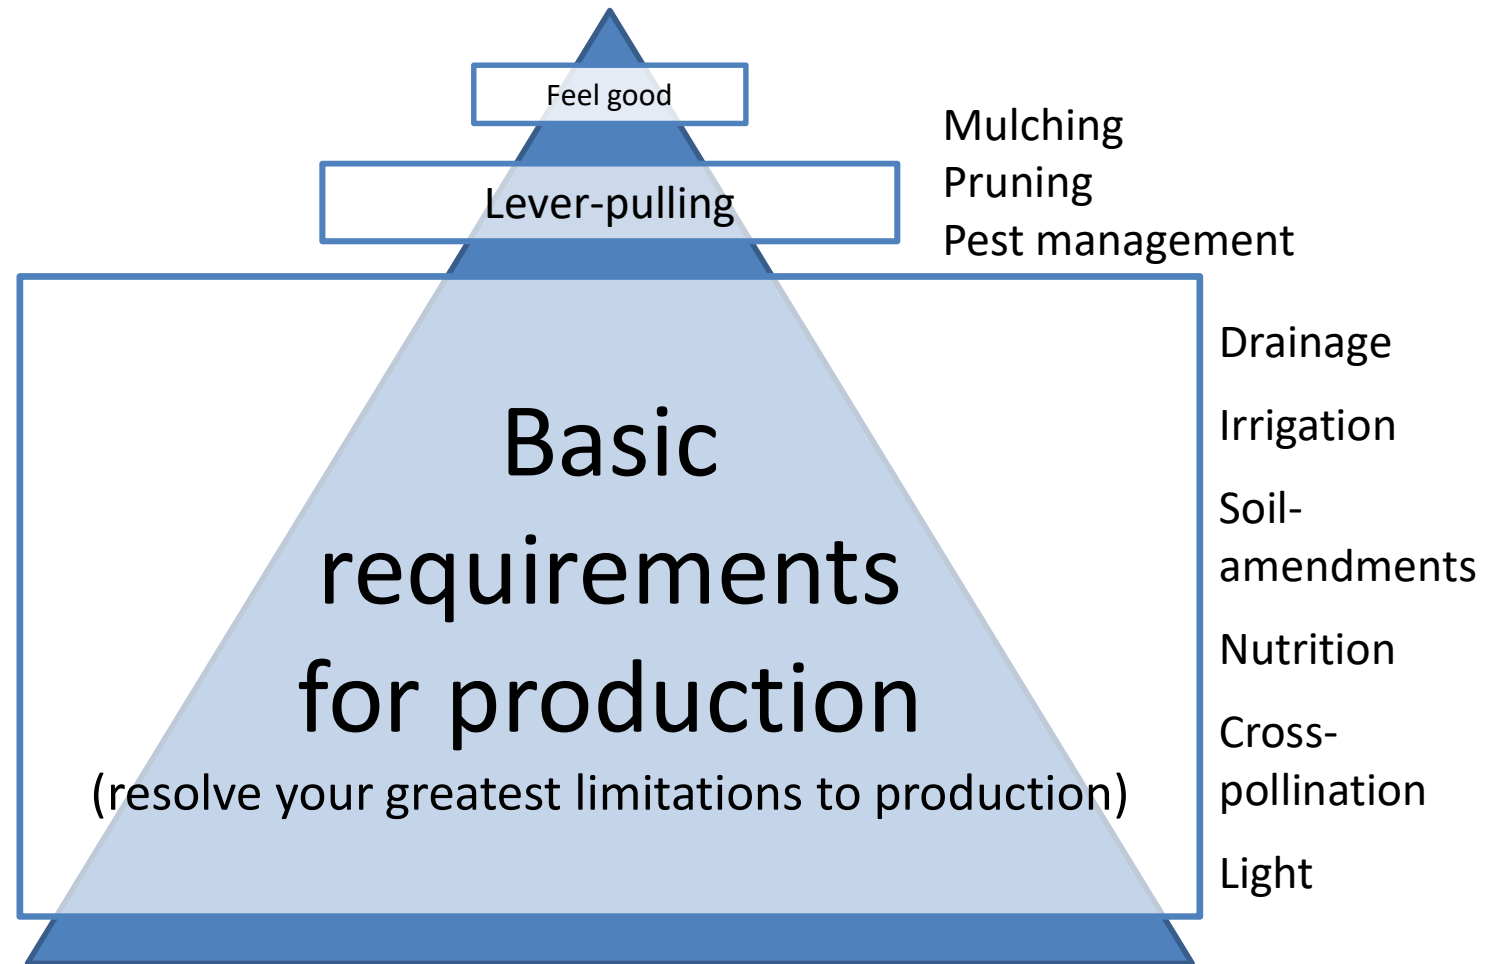 Feel good
Lever-pulling
Mulching
Pruning
Pest management
Basic
requirements
for production
(resolve your greatest limitations to production)
Drainage
Irrigation
Soil-
amendments
Nutrition
Cross-
pollination
Light